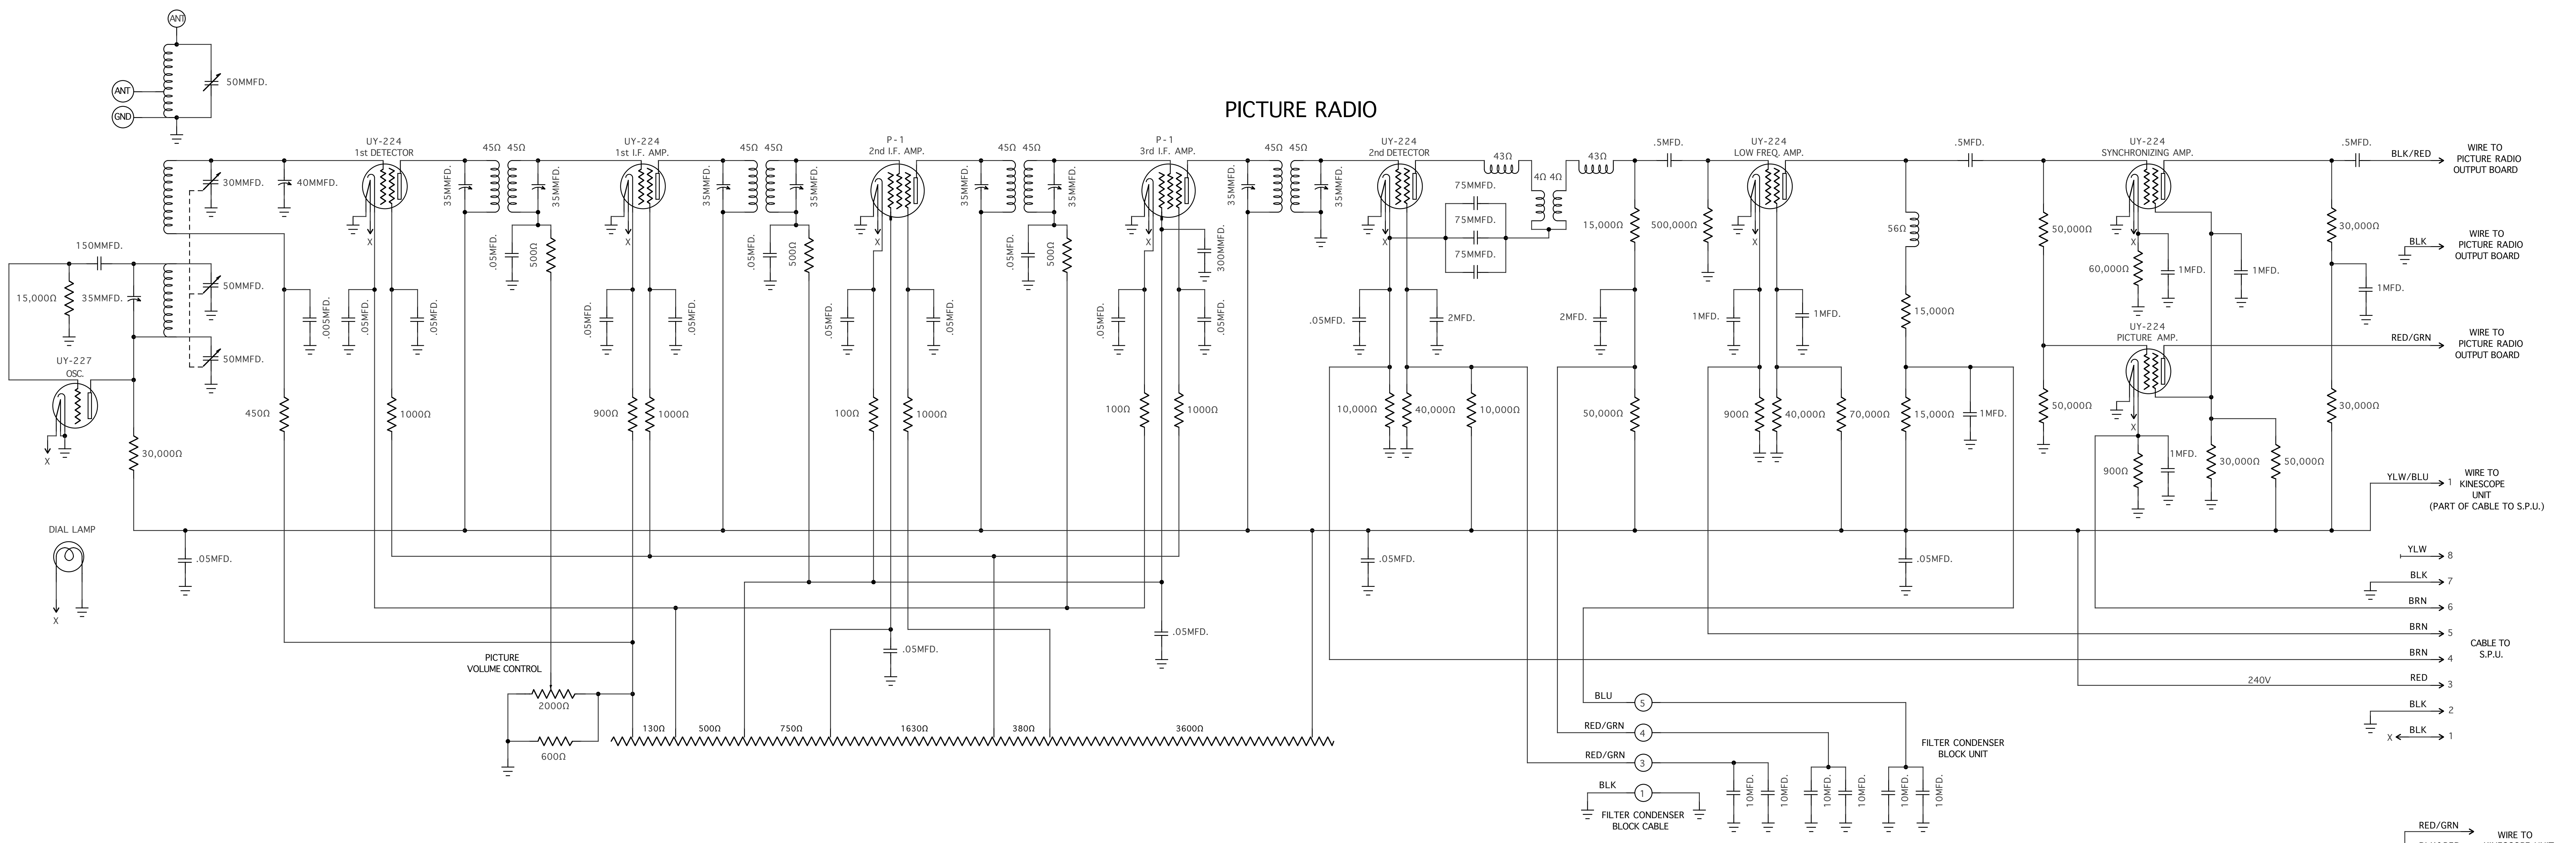 ANT
50MMFD.
ANT
GND
PICTURE RADIO
UY-224
1st DETECTOR
45Ω 45Ω
UY-224
1st I.F. AMP.
45Ω 45Ω
P-1
2nd I.F. AMP.
45Ω 45Ω
P-1
3rd I.F. AMP.
45Ω 45Ω
UY-224
2nd DETECTOR
43Ω
43Ω
.5MFD.
UY-224
LOW FREQ. AMP.
.5MFD.
UY-224
SYNCHRONIZING AMP.
.5MFD.
BLK/RED
WIRE TO
PICTURE RADIO
OUTPUT BOARD
30MMFD.
40MMFD.
35MMFD.
35MMFD.
35MMFD.
35MMFD.
35MMFD.
35MMFD.
35MMFD.
75MMFD.
4Ω 4Ω
75MMFD.
75MMFD.
X
X
X
X
X
X
X
15,000Ω
500,000Ω
56Ω
50,000Ω
30,000Ω
BLK
WIRE TO
PICTURE RADIO
OUTPUT BOARD
150MMFD.
.05MFD.
500Ω
.05MFD.
500Ω
.05MFD.
500Ω
300MMFD.
60,000Ω
1MFD.
1MFD.
1MFD.
15,000Ω
35MMFD.
50MMFD.
50MMFD.
.005MFD.
.05MFD.
.05MFD.
.05MFD.
.05MFD.
.05MFD.
.05MFD.
.05MFD.
.05MFD.
.05MFD.
2MFD.
2MFD.
1MFD.
1MFD.
15,000Ω
UY-224
PICTURE AMP.
RED/GRN
WIRE TO
PICTURE RADIO
OUTPUT BOARD
UY-227
OSC.
X
30,000Ω
450Ω
1000Ω
900Ω
1000Ω
100Ω
1000Ω
100Ω
1000Ω
10,000Ω
40,000Ω
10,000Ω
50,000Ω
900Ω
40,000Ω
70,000Ω
15,000Ω
1MFD.
50,000Ω
X
900Ω
1MFD.
30,000Ω
50,000Ω
30,000Ω
YLW/BLU
1
WIRE TO
KINESCOPE
UNIT
(PART OF CABLE TO S.P.U.)
DIAL LAMP
X
.05MFD.
.05MFD.
.05MFD.
YLW 8
BLK 7
BRN 6
BRN 5
BRN 4
240V RED 3
BLK 2
X BLK 1
CABLE TO
S.P.U.
.05MFD.
.05MFD.
PICTURE
VOLUME CONTROL
2000Ω
600Ω
130Ω 500Ω 750Ω 1630Ω 380Ω 3600Ω
BLU 5
RED/GRN 4
RED/GRN 3
BLK 1
FILTER CONDENSER
BLOCK CABLE
FILTER CONDENSER
BLOCK UNIT
10MFD.
10MFD.
10MFD.
10MFD.
10MFD.
10MFD.
RED/GRN
WIRE TO